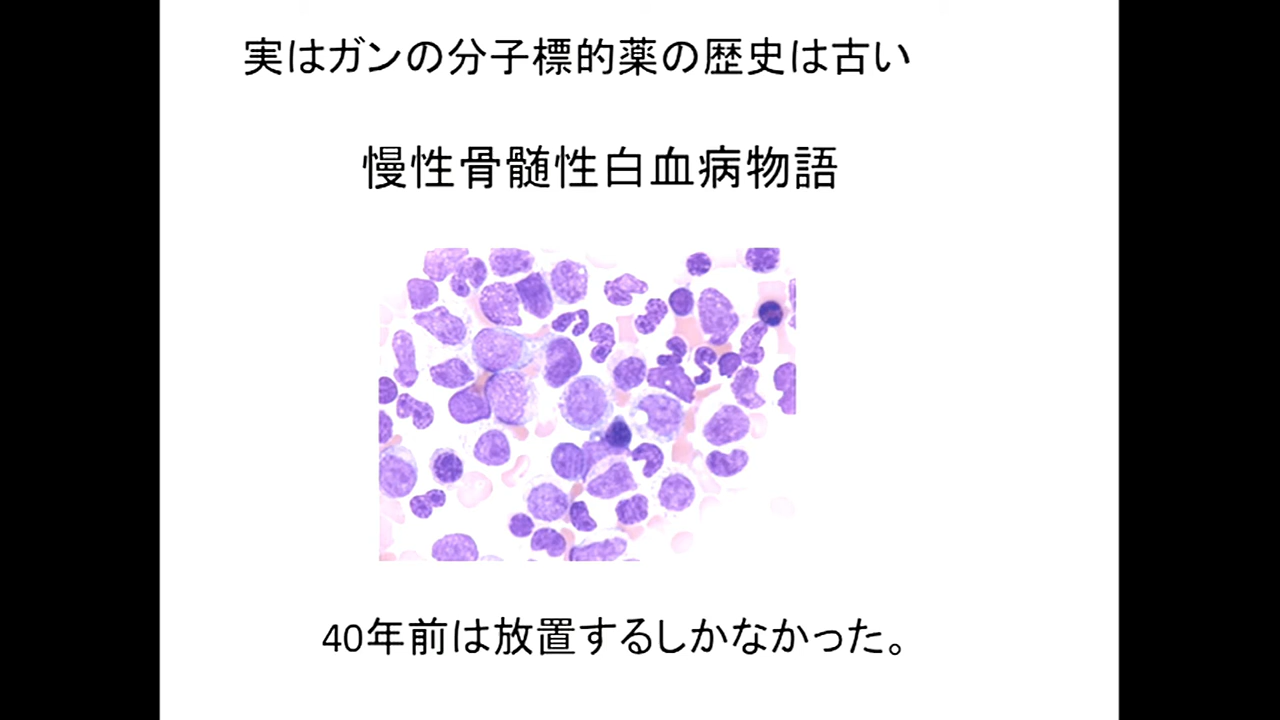 実はガンの分子標的薬の歴史は古い
慢性骨髄性白血病物語
40年前は放置するしかなかった。